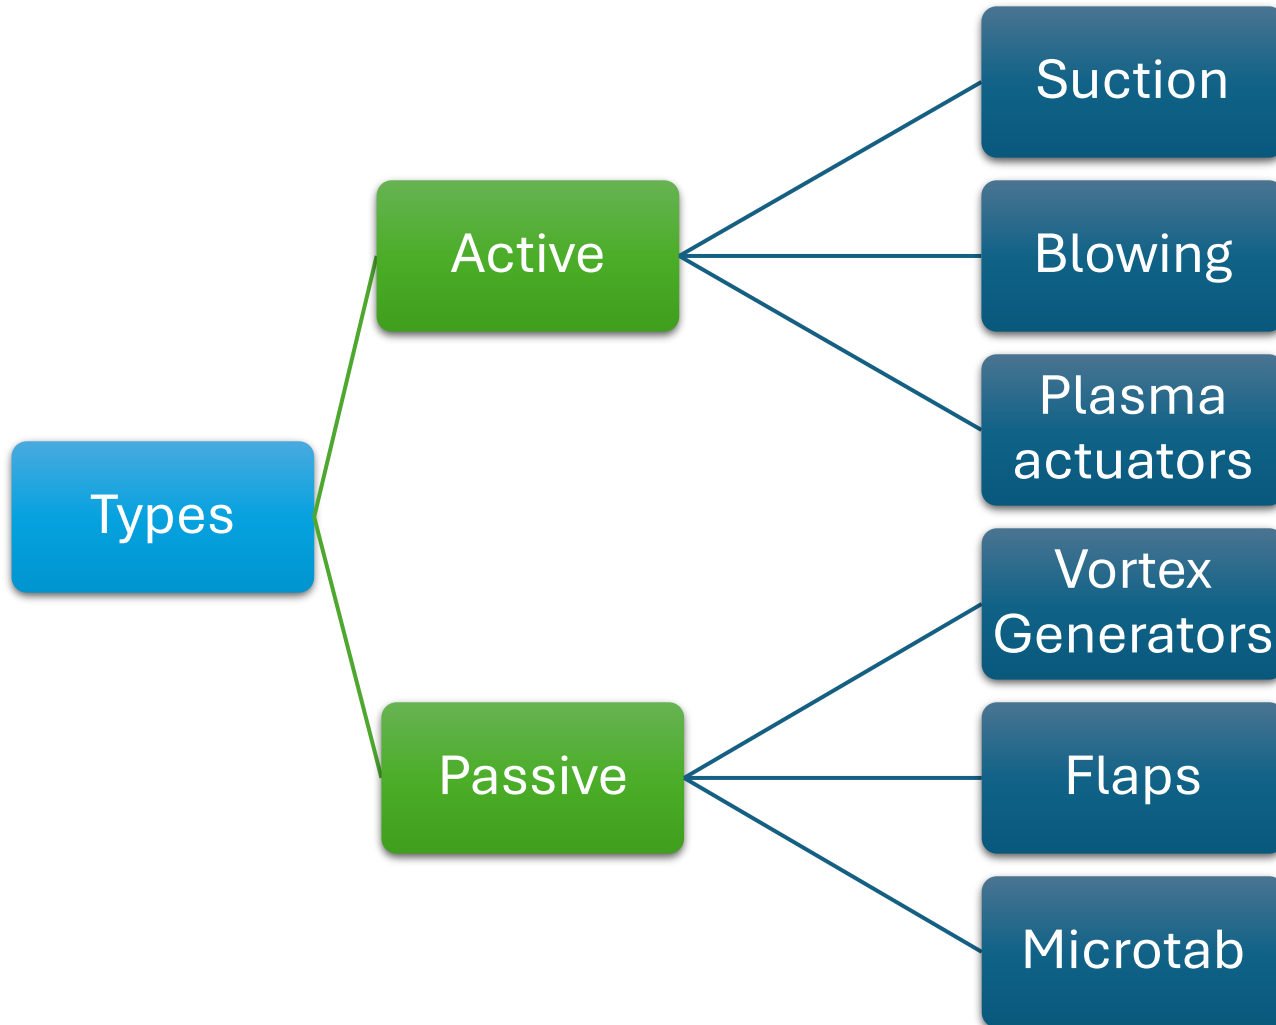 Types
Active
Suction
Blowing
Plasma
actuators
Passive
Vortex
Generators
Flaps
Microtab